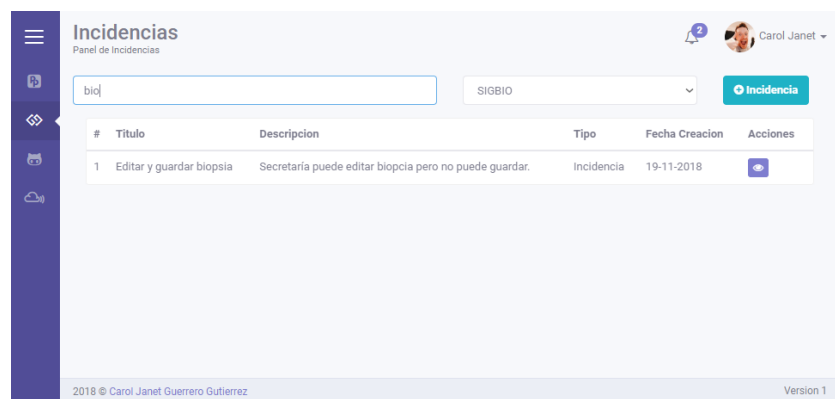 Incidencias
Panel de Incidencias
2
Carol Janet
bio
SIGBIO
Incidencia
# Titulo Descripcion Tipo Fecha Creacion Acciones
1 Editar y guardar biopsia Secretaría puede editar biopcia pero no puede guardar. Incidencia 19-11-2018
2018 © Carol Janet Guerrero Gutierrez
Version 1